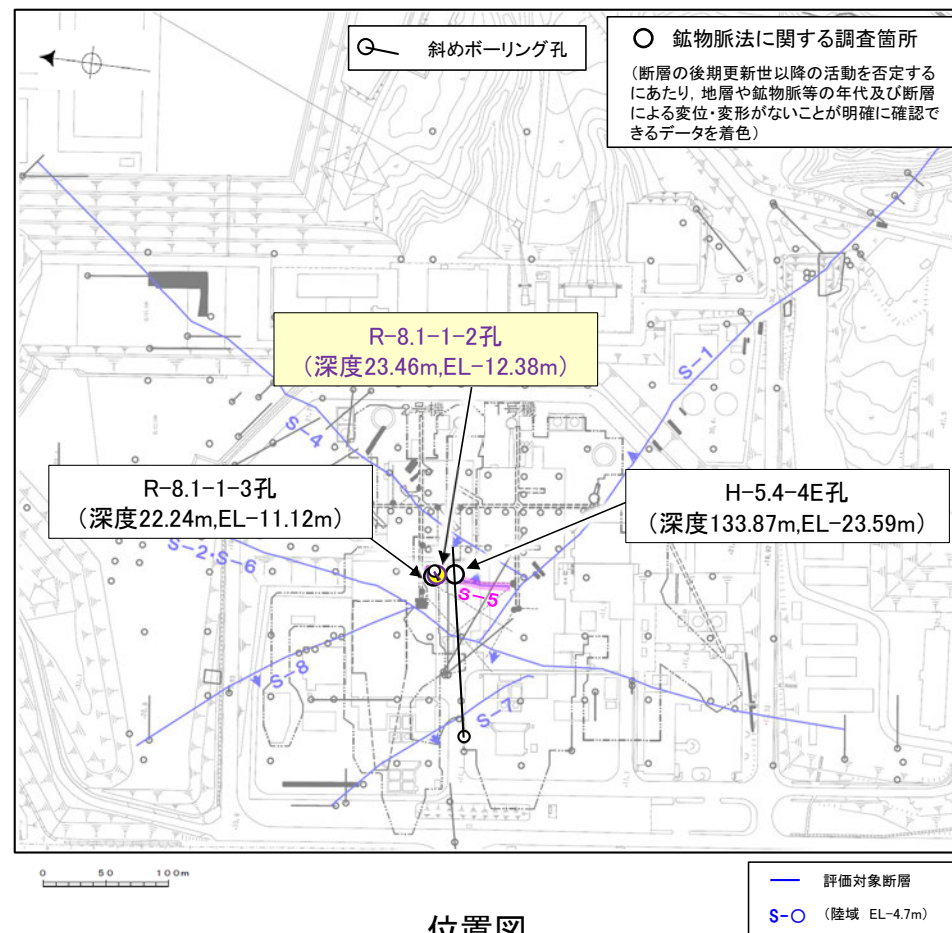 斜めボーリング孔
鉱物脈法に関する調査箇所
(断層の後期更新世以降の活動を否定する
にあたり,地層や鉱物脈等の年代及び断層
による変位・変形がないことが明確に確認で
きるデータを着色)
R-8.1-1-2孔
(深度23.46m,EL-12.38m)
S-1
2号機
1号機
S-4
R-8.1-1-3孔
(深度22.24m,EL-11.12m)
H-5.4-4E孔
(深度133.87m,EL-23.59m)
S-2・S-6
S-5
S-8
S-7
0 50 100m
評価対象断層
S-○ (陸域 EL-4.7m)
位置図